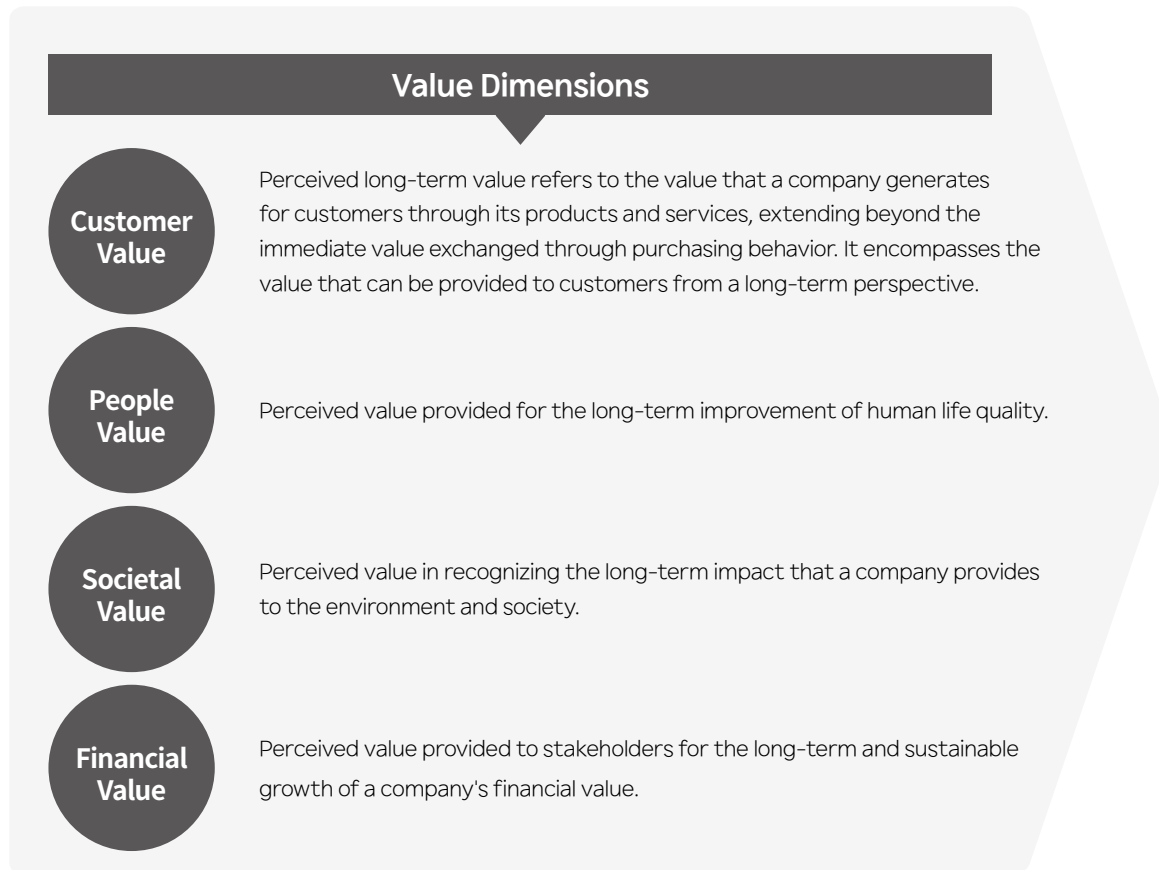 Value Dimensions
Customer
Value
Perceived long-term value refers to the value that a company generates
for customers through its products and services, extending beyond the
immediate value exchanged through purchasing behavior. It encompasses the
value that can be provided to customers from a long-term perspective.
People
Value
Perceived value provided for the long-term improvement of human life quality.
Societal
Value
Perceived value in recognizing the long-term impact that a company provides
to the environment and society.
Financial
Value
Perceived value provided to stakeholders for the long-term and sustainable
growth of a company's financial value.